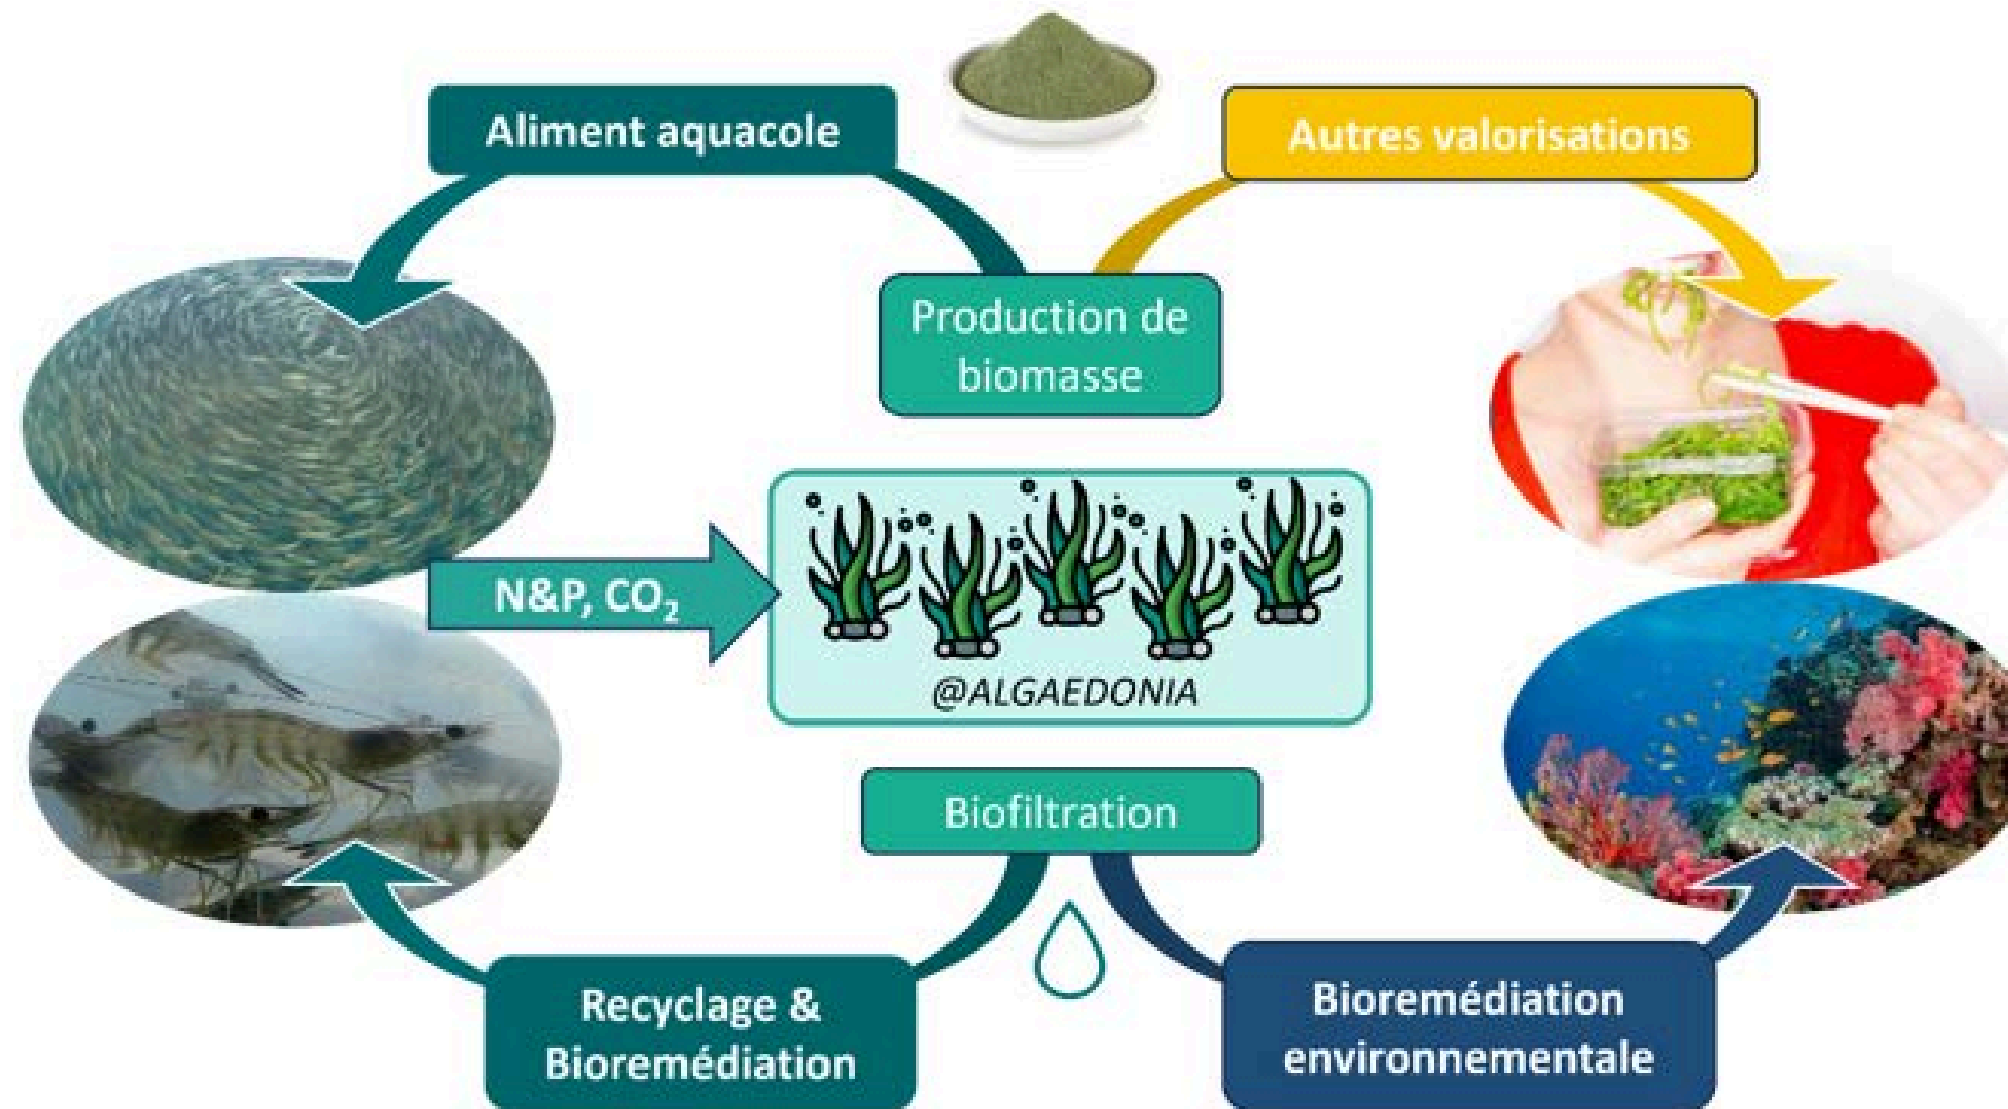 Aliment aquacole
Autres valorisations
Production de
biomasse
N&P, CO₂
@ALGAEDONIA
Biofiltration
Recyclage &
Bioremédiation
Bioremédiation
environnementale